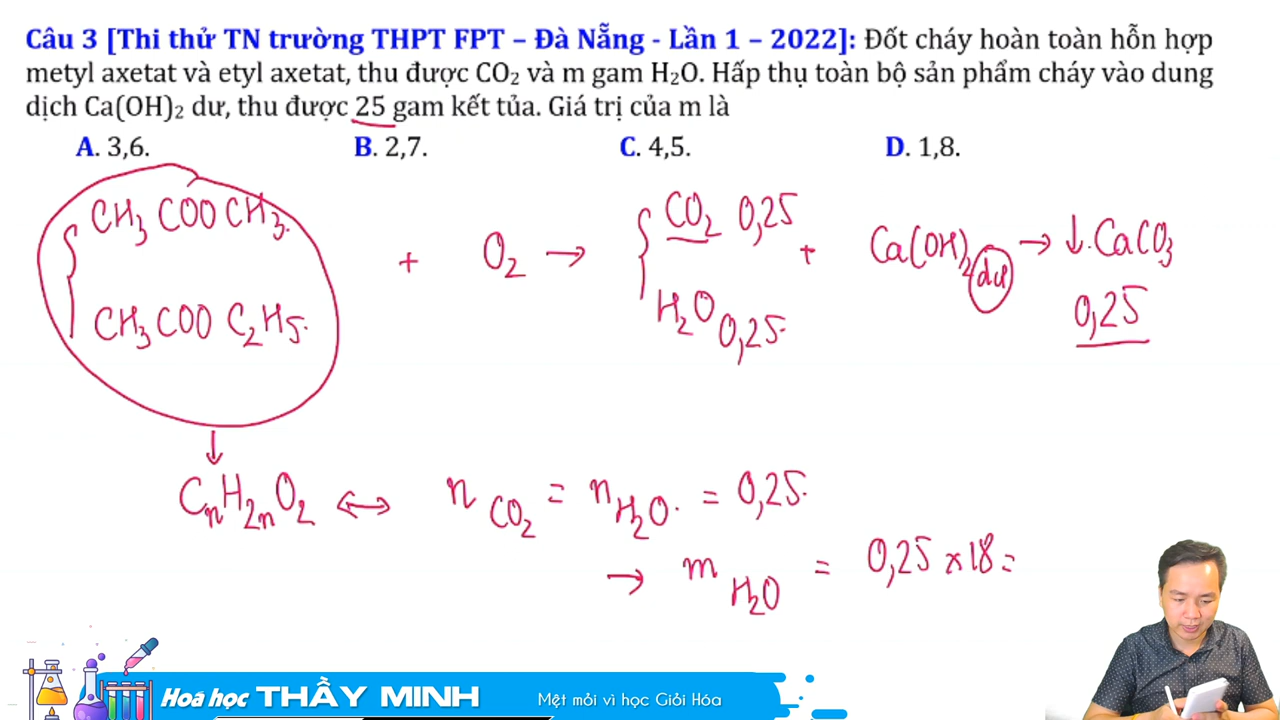 Câu 3 [Thi thử TN trường THPT FPT – Đà Nẵng - Lần 1 – 2022]: Đốt cháy hoàn toàn hỗn hợp
metyl axetat và etyl axetat, thu được CO₂ và m gam H₂O. Hấp thụ toàn bộ sản phẩm cháy vào dung
dịch Ca(OH)₂ dư, thu được 25 gam kết tủa. Giá trị của m là
A. 3,6. B. 2,7. C. 4,5. D. 1,8.
CH₃COOCH₃. + O₂ → CO₂ 0,25 + Ca(OH)₂ dư → ↓ CaCO₃
CH₃COOC₂H₅. H₂O 0,25. 0,25
↓
CₙH₂ₙO₂ ↔ n CO₂ = n H₂O. = 0,25.
→ m H₂O = 0,25 × 18 =
Hoá học THẦY MINH Mệt mỏi vì học Giỏi Hóa